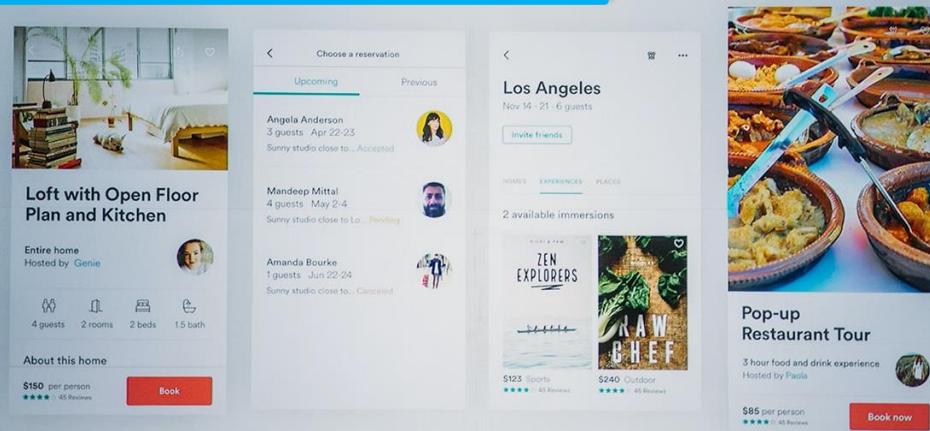 Loft with Open Floor
Plan and Kitchen
Entire home
Hosted by Genie
4 guests
2 rooms
2 beds
1.5 bath
About this home
$150 per person
45 Reviews
Book
Choose a reservation
Upcoming
Previous
Angela Anderson
3 guests Apr 22-23
Sunny studio close to... Accepted
Mandeep Mittal
4 guests May 2-4
Sunny studio close to Lo... Pending
Amanda Bourke
1 guests Jun 22-24
Sunny studio close to... Canceled
Los Angeles
Nov 14 - 21 - 6 guests
Invite friends
HOMES
EXPERIENCES
PLACES
2 available immersions
ZEN
EXPLORERS
$123 Sports
45 Reviews
RAW
CHEF
$240 Outdoor
45 Reviews
Pop-up
Restaurant Tour
3 hour food and drink experience
Hosted by Paola
$85 per person
45 Reviews
Book now